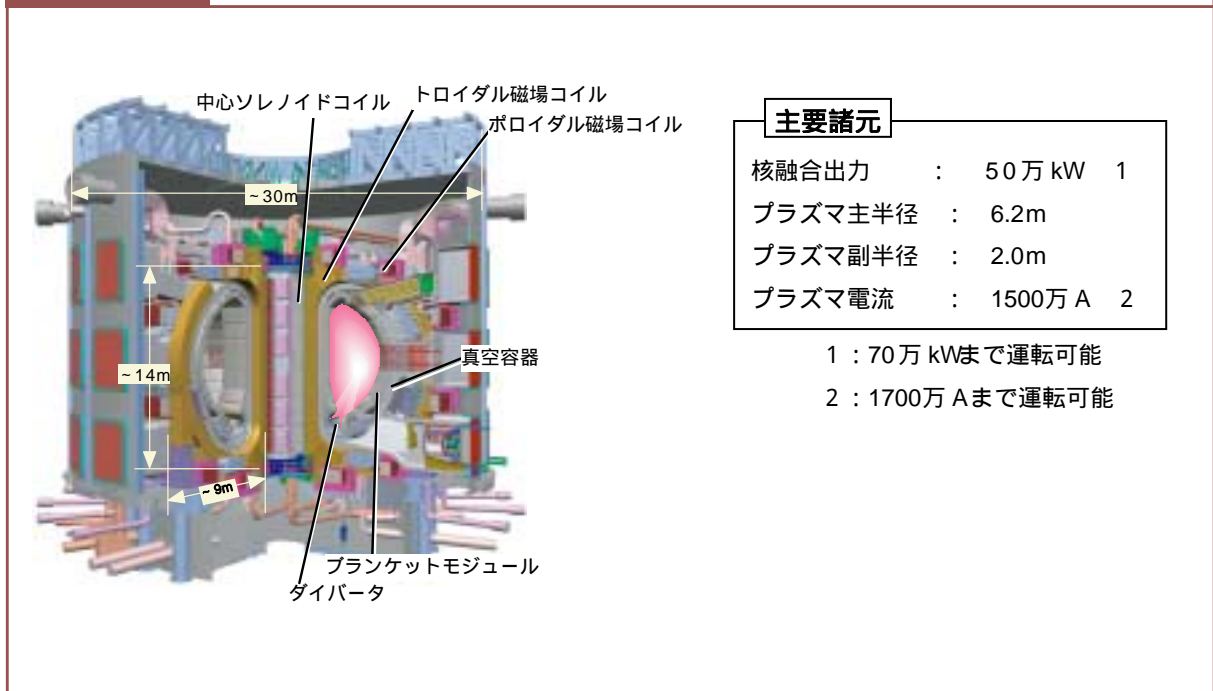 中心ソレノイドコイル
トロイダル磁場コイル
ポロイダル磁場コイル
~30m
~14m
真空容器
~9m
ブランケットモジュール
ダイバータ
主要諸元
核融合出力 : 50万 kW 1
プラズマ主半径 : 6.2m
プラズマ副半径 : 2.0m
プラズマ電流 : 1500万 A 2
1 : 70万 kWまで運転可能
2 : 1700万 Aまで運転可能